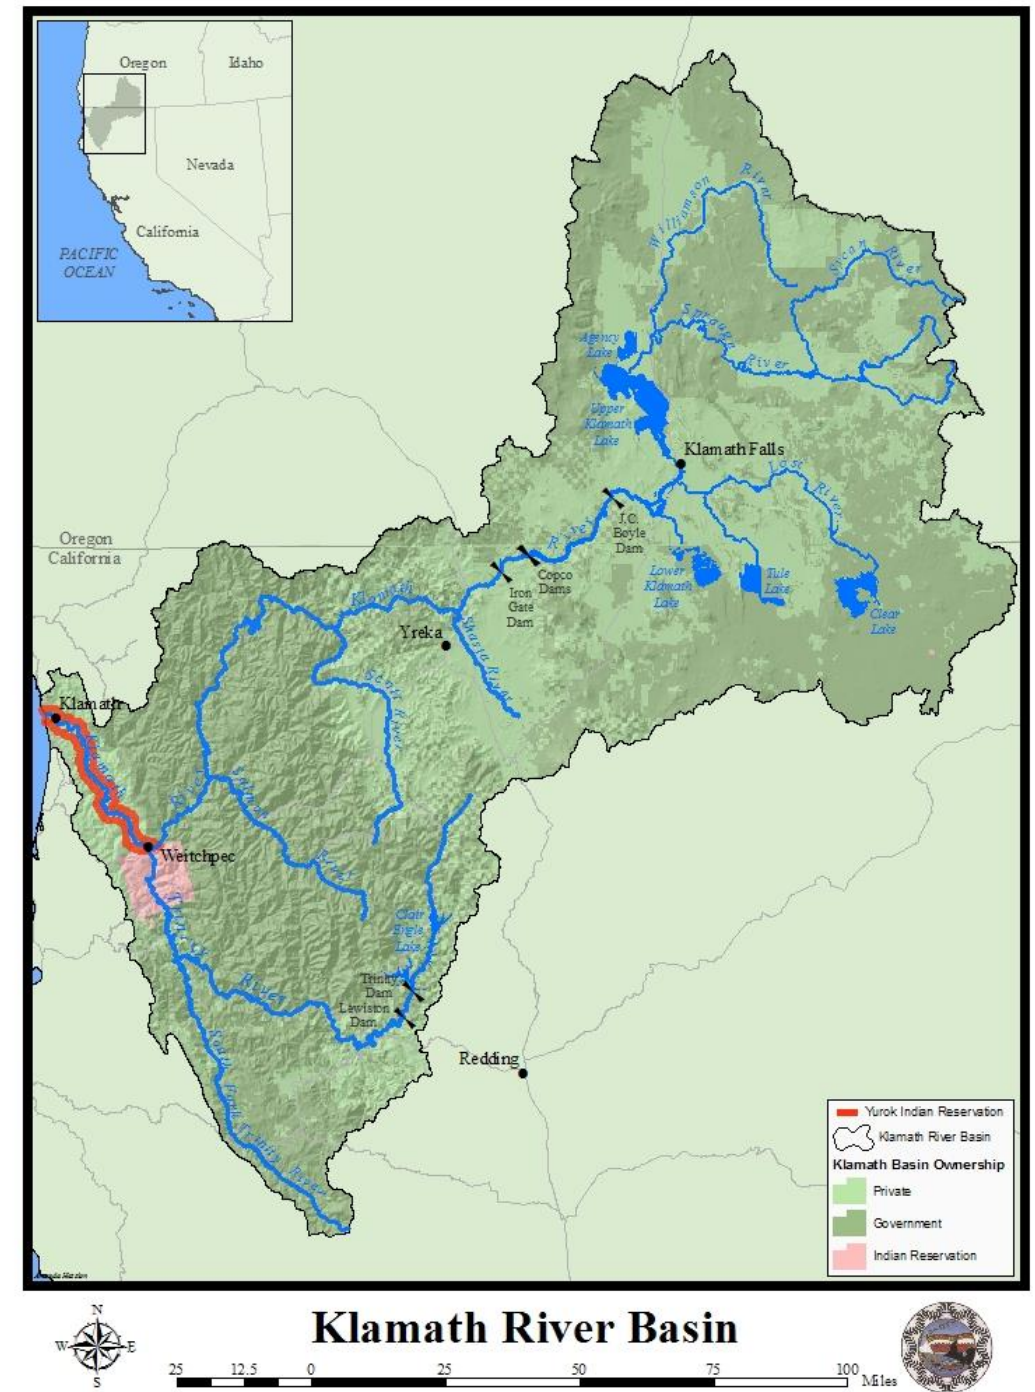 Oregon
Idaho
Nevada
California
PACIFIC
OCEAN
Williamson
River
Sycan
River
Sprague
River
Agency
Lake
Upper
Klamath
Lake
Klamath Falls
Lost
River
J.C.
Boyle
Dam
River
Copco
Dams
Iron
Gate
Dam
Lower
Klamath
Lake
Tule
Lake
Clear
Lake
Oregon
California
Klamath
Yreka
Shasta River
Scott
River
Klamath
Klamath
River
Salmon
River
Weitchpec
Trinity
River
Clair
Engle
Lake
Trinity
Dam
Lewiston
Dam
South Fork Trinity River
Redding
Yurok Indian Reservation
Klamath River Basin
Klamath Basin Ownership
Private
Government
Indian Reservation
Klamath River Basin
N
W
E
S
25
12.5
0
25
50
75
100
Miles